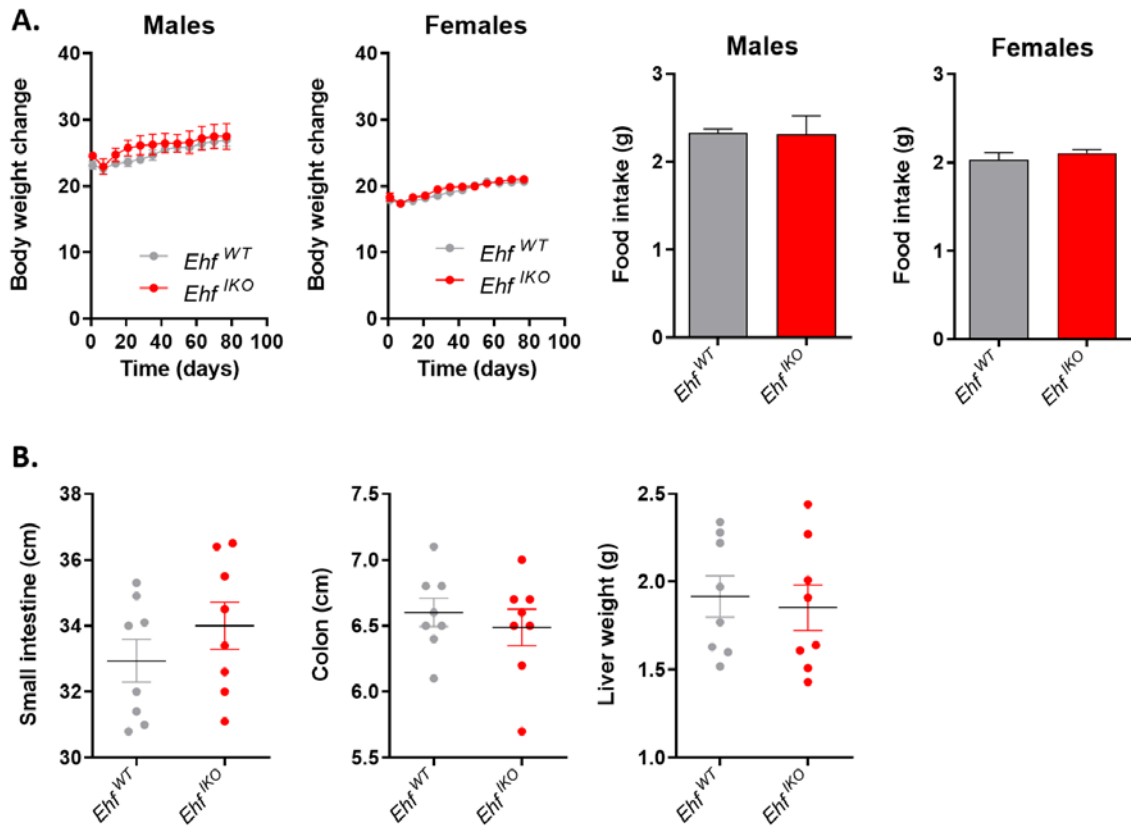 A.
Males
Body weight change
40
30
20
10
0
0 20 40 60 80 100
Time (days)
Ehf WT
Ehf IKO
Females
Body weight change
40
30
20
10
0
0 20 40 60 80 100
Time (days)
Ehf WT
Ehf IKO
Males
Food intake (g)
3
2
1
0
Ehf WT
Ehf IKO
Females
Food intake (g)
3
2
1
0
Ehf WT
Ehf IKO
B.
Small intestine (cm)
38
36
34
32
30
Ehf WT
Ehf IKO
Colon (cm)
7.5
7.0
6.5
6.0
5.5
Ehf WT
Ehf IKO
Liver weight (g)
2.5
2.0
1.5
1.0
Ehf WT
Ehf IKO